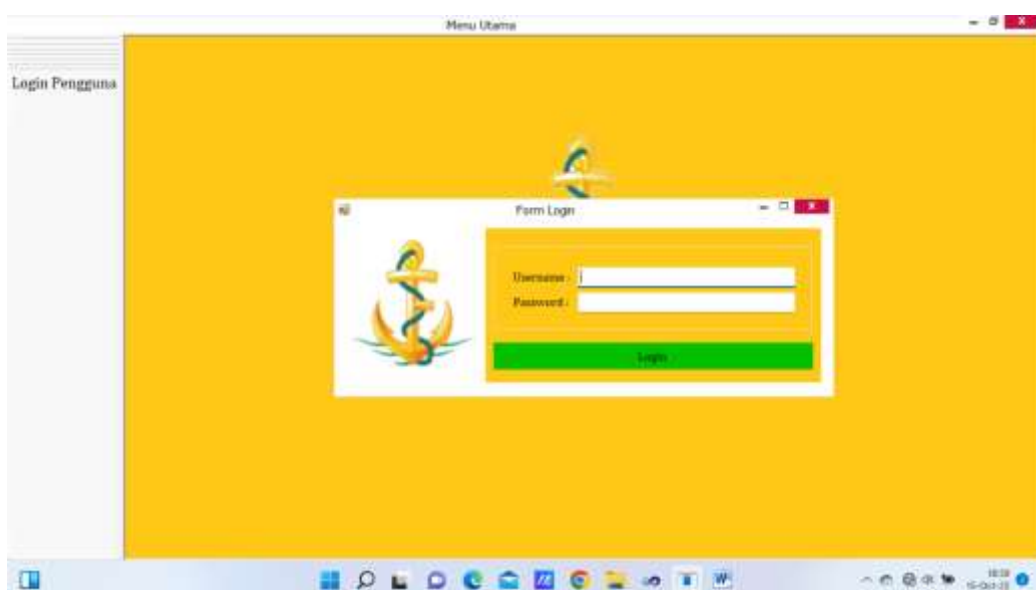 Menu Utama
Login Pengguna
Form Login
Username :
Password :
Login